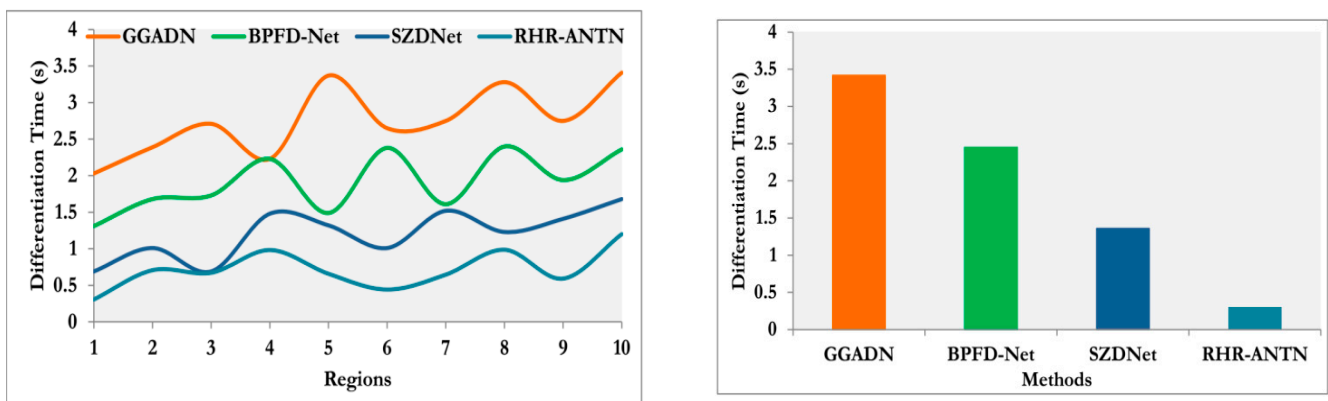 Differentiation Time (s)
4
3.5
3
2.5
2
1.5
1
0.5
0
GGADN BPFD-Net SZDNet RHR-ANTN
1 2 3 4 5 6 7 8 9 10
Regions
Differentiation Time (s)
4
3.5
3
2.5
2
1.5
1
0.5
0
GGADN BPFD-Net SZDNet RHR-ANTN
Methods